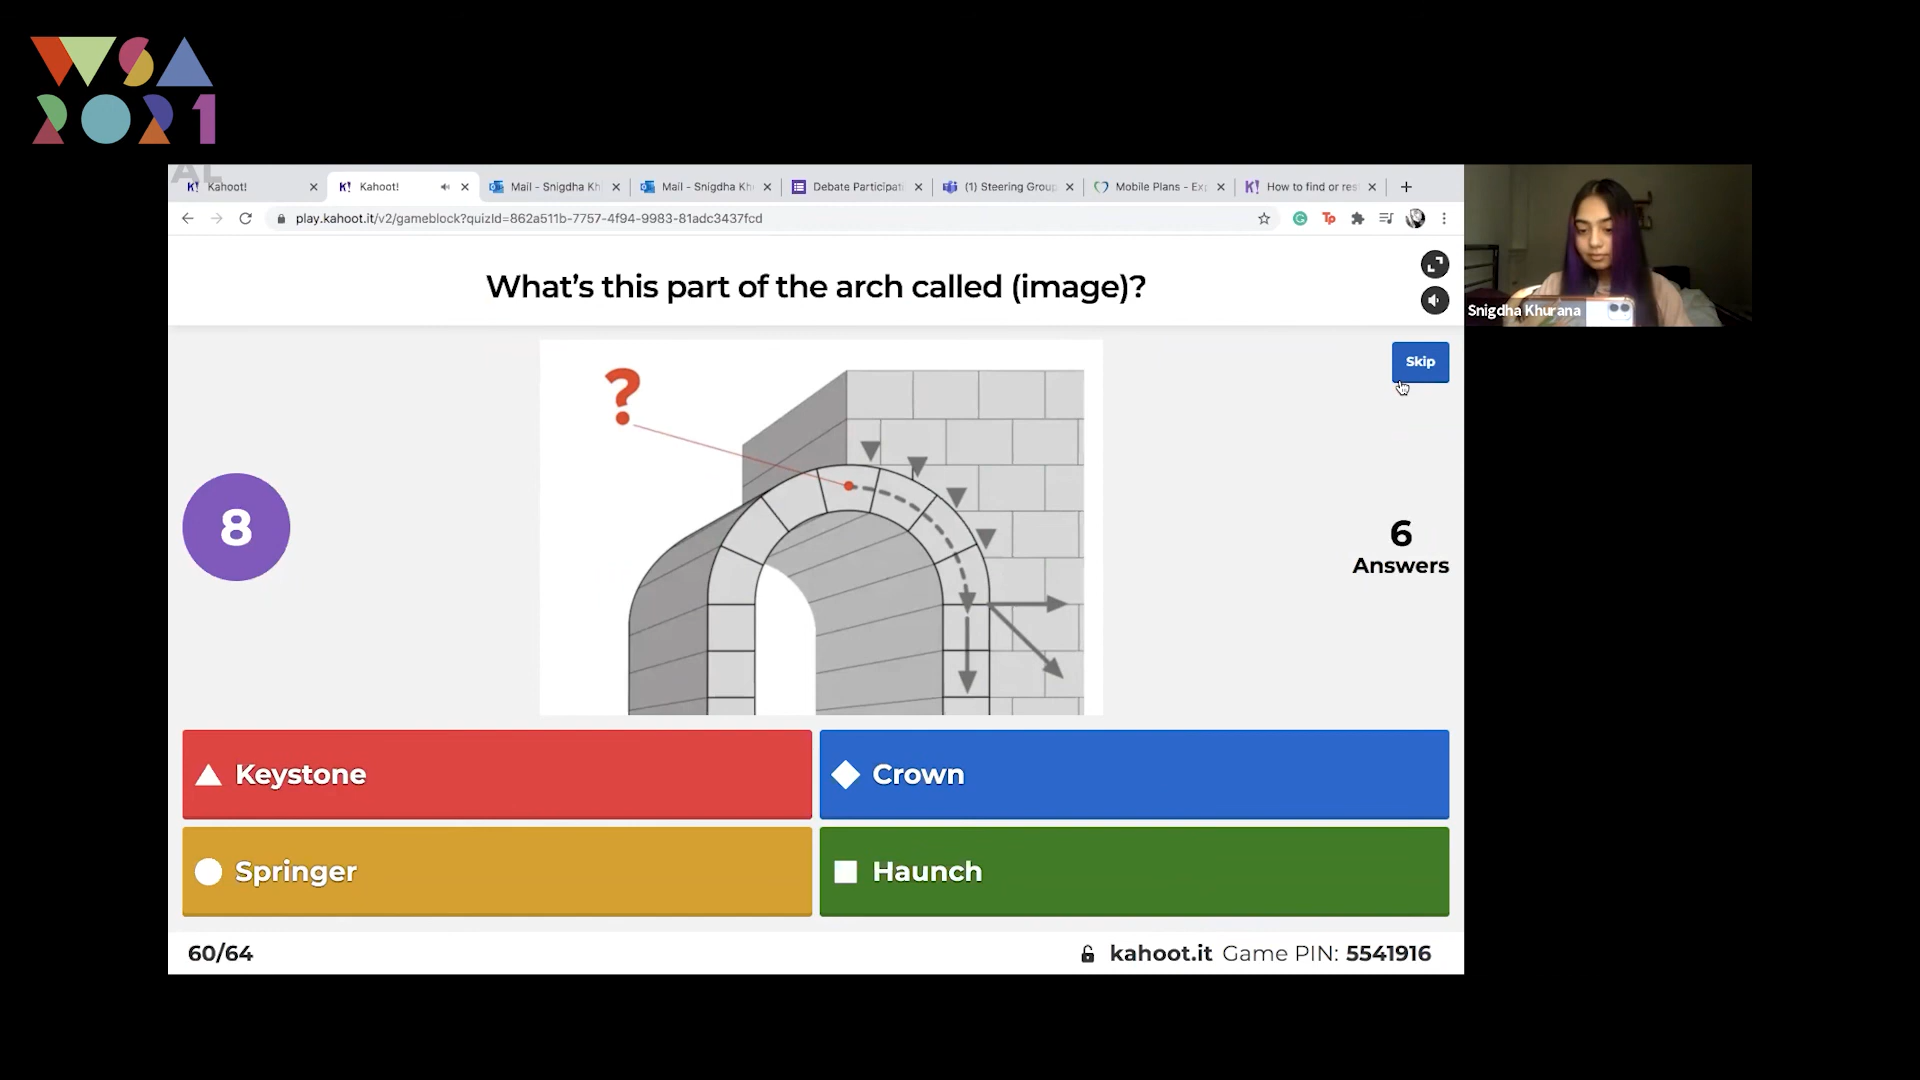 WSA
2021
AL
Kahoot!
Kahoot!
Mail - Snigdha Kh
Mail - Snigdha Kh
Debate Participati
(1) Steering Group
Mobile Plans - Exp
How to find or res
play.kahoot.it/v2/gameblock?quizId=862a511b-7757-4f94-9983-81adc3437fcd
What's this part of the arch called (image)?
Snigdha Khurana
Skip
?
8
6
Answers
Keystone
Crown
Springer
Haunch
60/64
kahoot.it Game PIN: 5541916